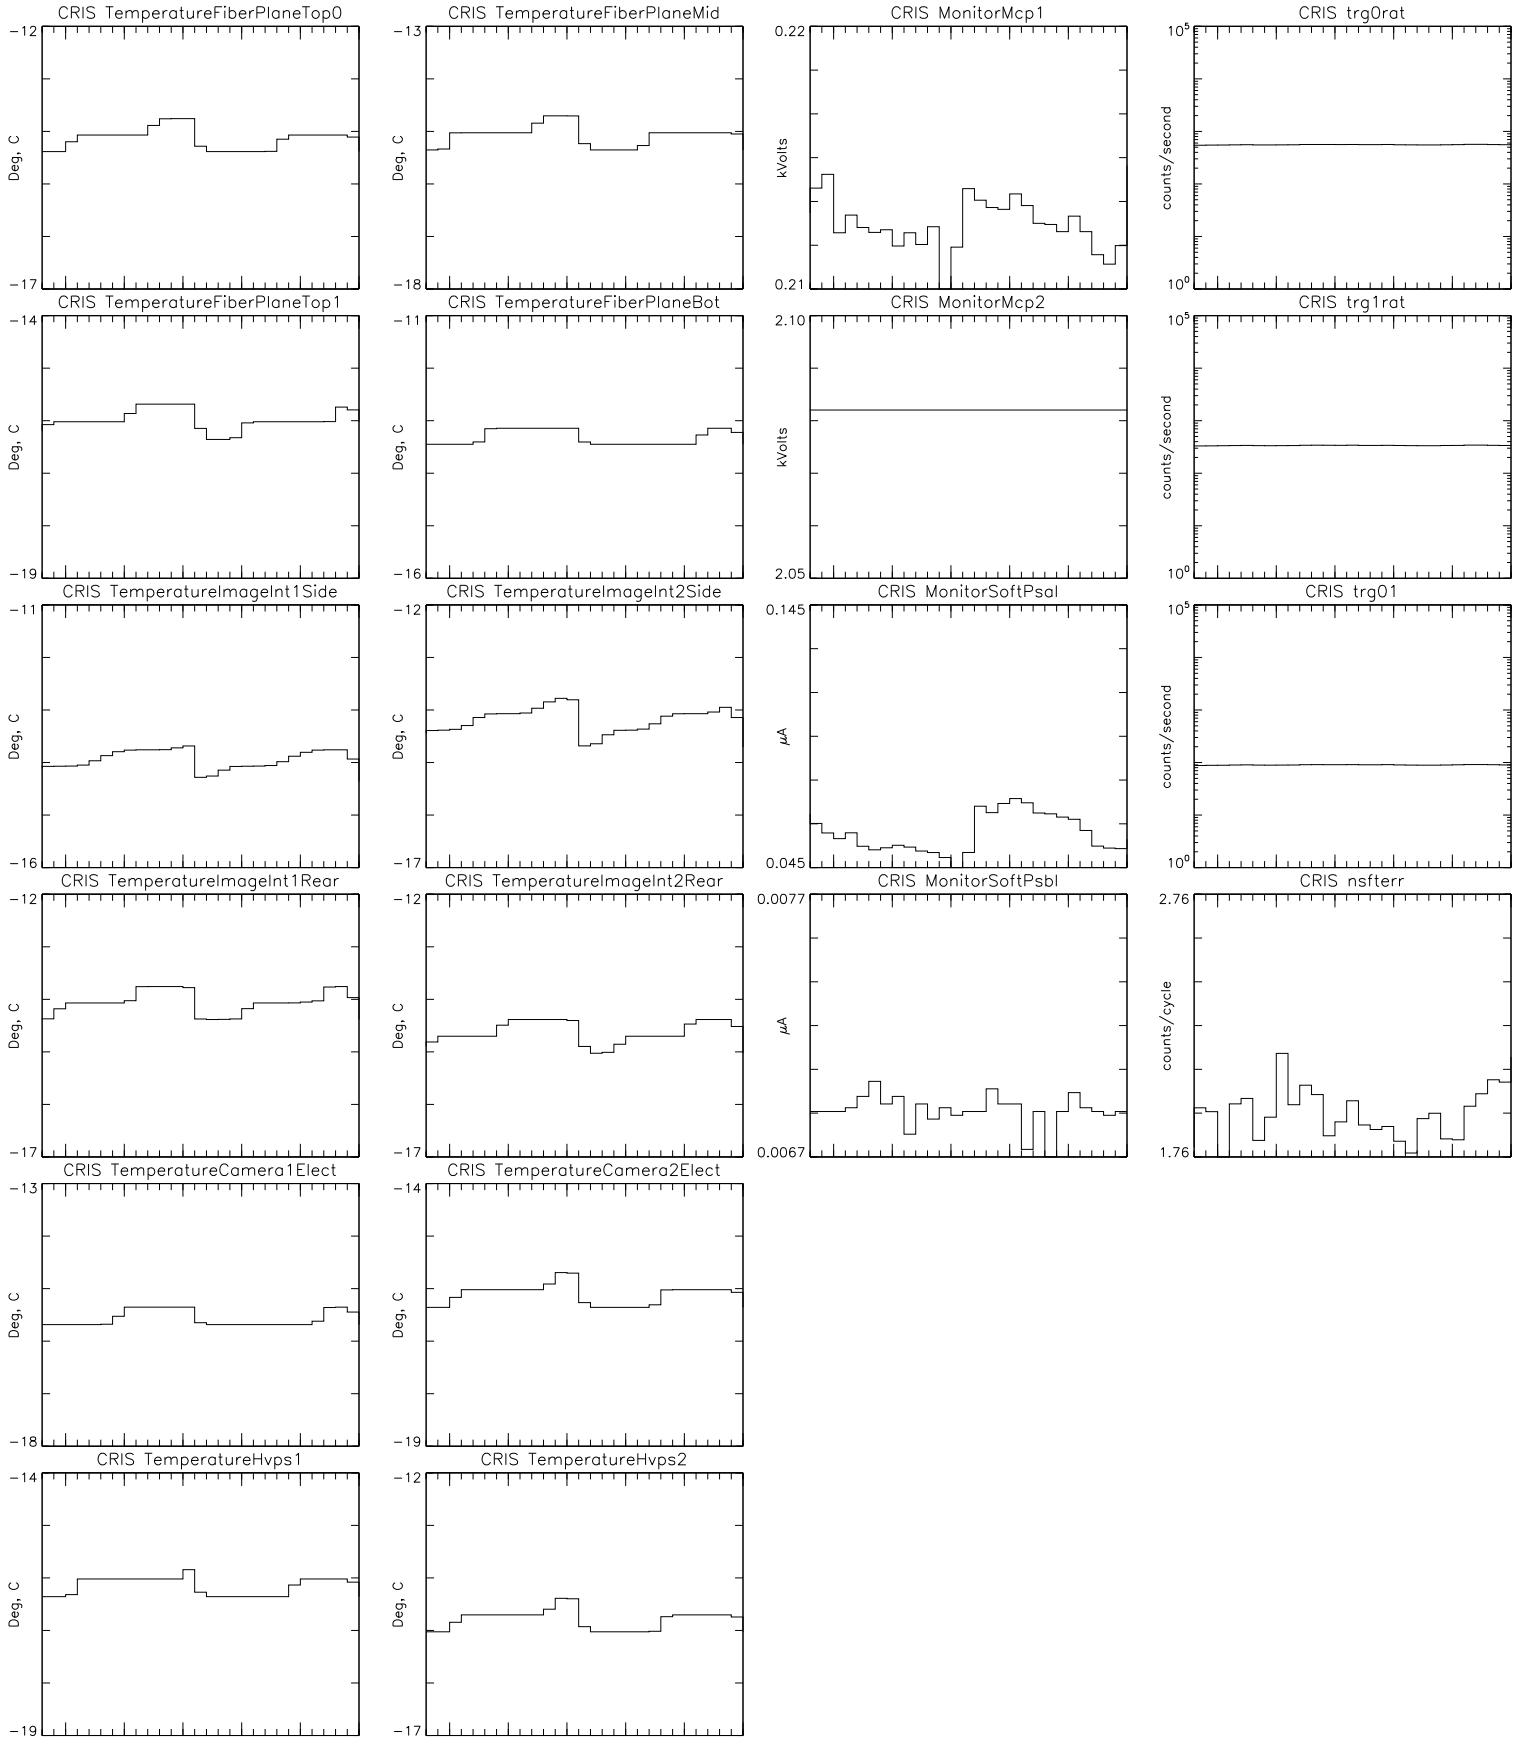 CRIS TemperatureFiberPlaneTop0
-12
Deg, C
-17
CRIS TemperatureFiberPlaneMid
-13
Deg, C
-18
CRIS MonitorMcp1
0.22
kVolts
0.21
CRIS trg0rat
10^5
counts/second
10^0
CRIS TemperatureFiberPlaneTop1
-14
Deg, C
-19
CRIS TemperatureFiberPlaneBot
-11
Deg, C
-16
CRIS MonitorMcp2
2.10
kVolts
2.05
CRIS trg1rat
10^5
counts/second
10^0
CRIS TemperatureImageInt1Side
-11
Deg, C
-16
CRIS TemperatureImageInt2Side
-12
Deg, C
-17
CRIS MonitorSoftPsaI
0.145
μA
0.045
CRIS trg01
10^5
counts/second
10^0
CRIS TemperatureImageInt1Rear
-12
Deg, C
-17
CRIS TemperatureImageInt2Rear
-12
Deg, C
-17
CRIS MonitorSoftPsbI
0.0077
μA
0.0067
CRIS nsfterr
2.76
counts/cycle
1.76
CRIS TemperatureCamera1Elect
-13
Deg, C
-18
CRIS TemperatureCamera2Elect
-14
Deg, C
-19
CRIS TemperatureHvps1
-14
Deg, C
-19
CRIS TemperatureHvps2
-12
Deg, C
-17